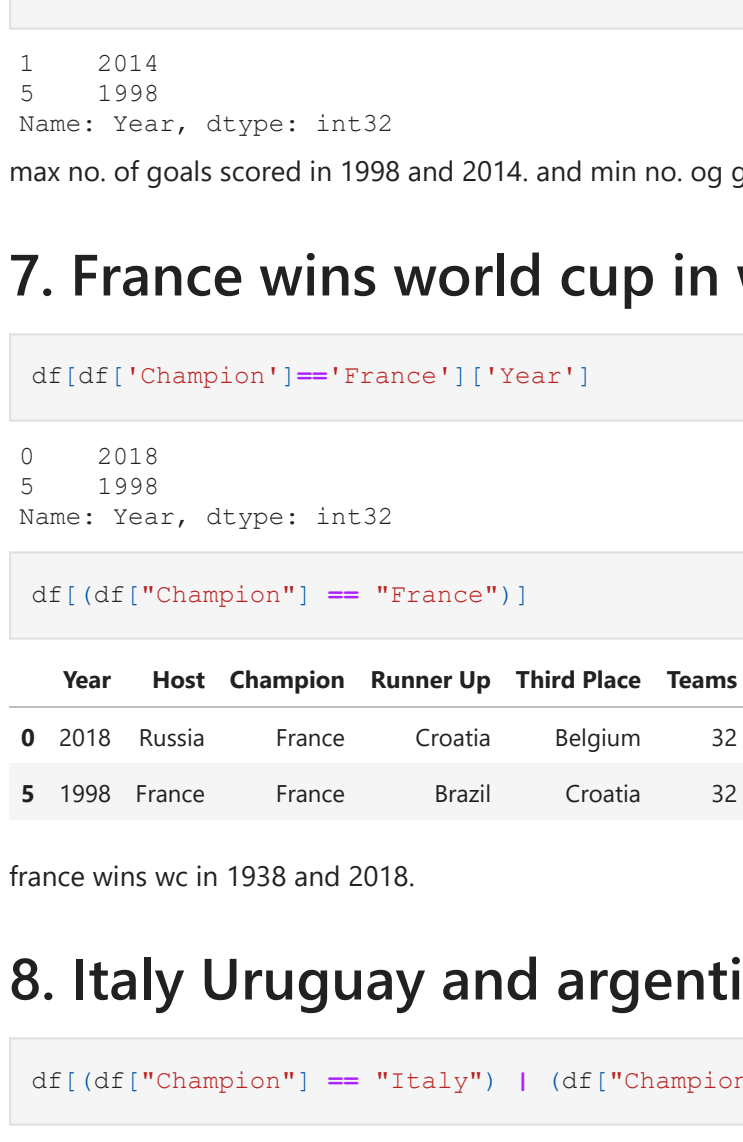 1 2014
5 1998
Name: Year, dtype: int32
max no. of goals scored in 1998 and 2014. and min no. og
7. France wins world cup in
df[df['Champion']=='France']['Year']
0 2018
5 1998
Name: Year, dtype: int32
df[(df["Champion"] == "France")]
Year Host Champion Runner Up Third Place Teams
0 2018 Russia France Croatia Belgium 32
5 1998 France France Brazil Croatia 32
france wins wc in 1938 and 2018.
8. Italy Uruguay and argenti
df[(df["Champion"] == "Italy") | (df["Champion